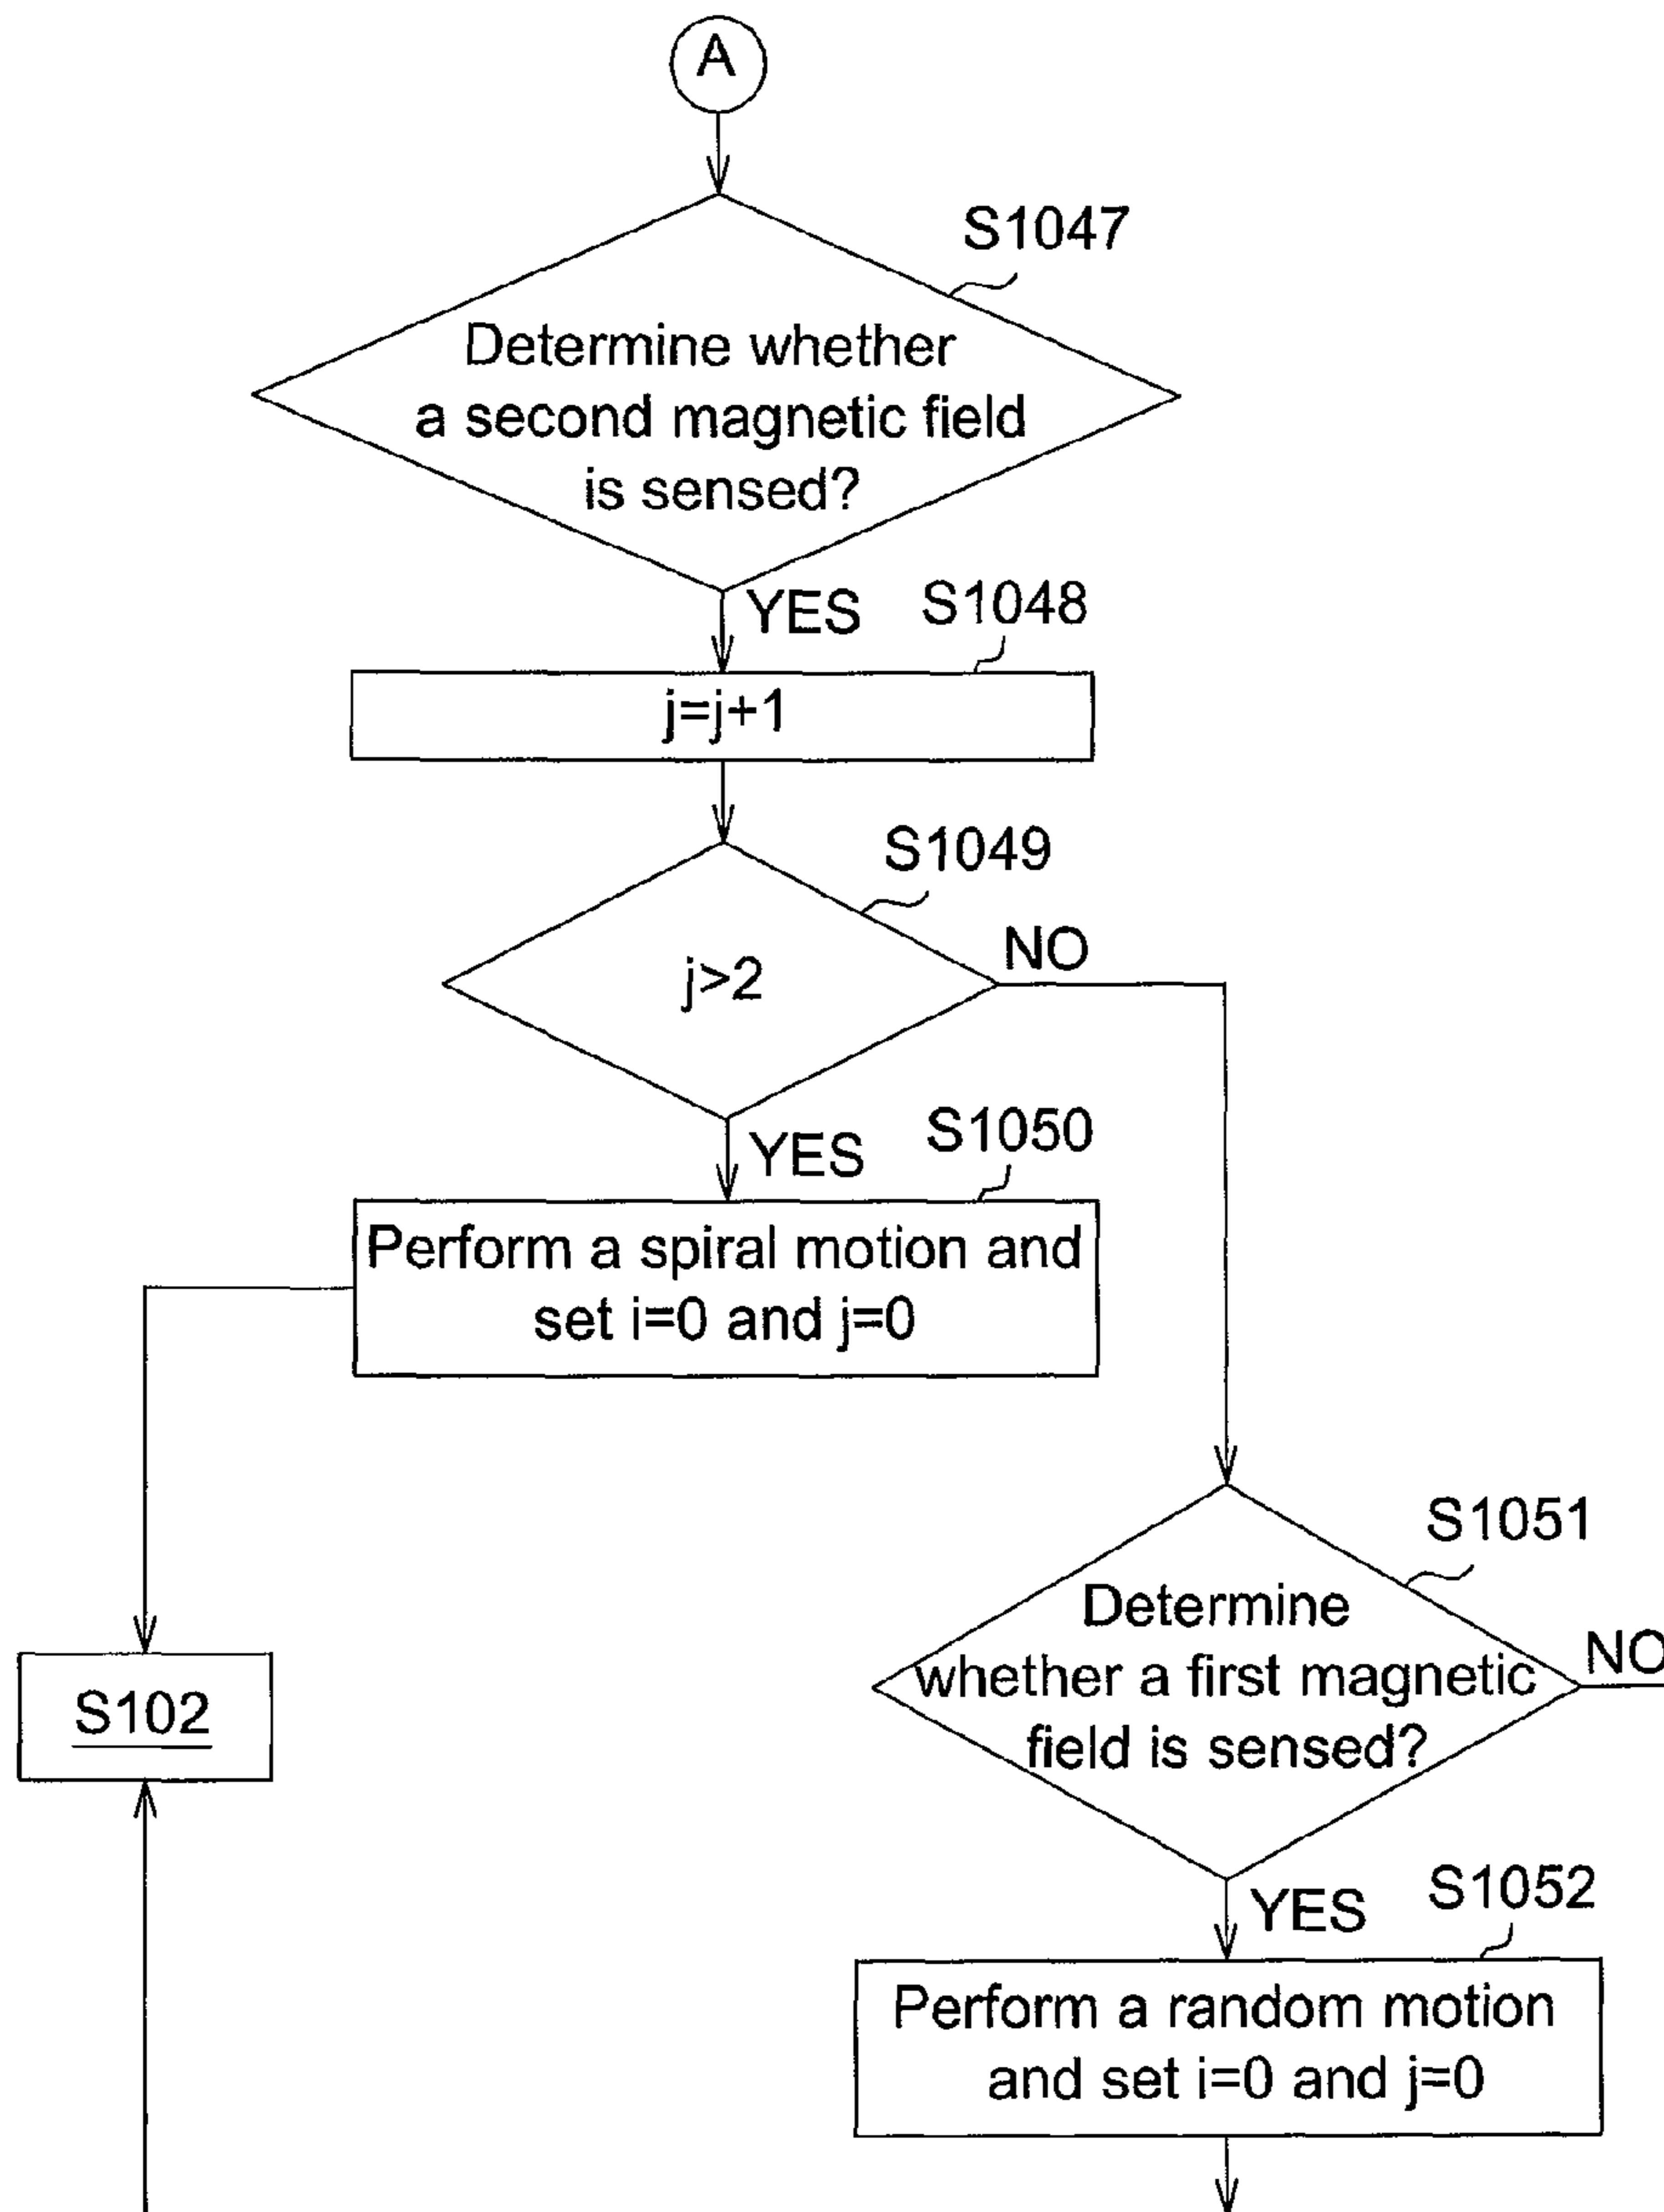 A
S1047
Determine whether
a second magnetic field
is sensed?
YES
S1048
j=j+1
S1049
j>2
NO
YES
S1050
Perform a spiral motion and
set i=0 and j=0
S1051
Determine
whether a first magnetic
field is sensed?
NO
S102
YES
S1052
Perform a random motion
and set i=0 and j=0